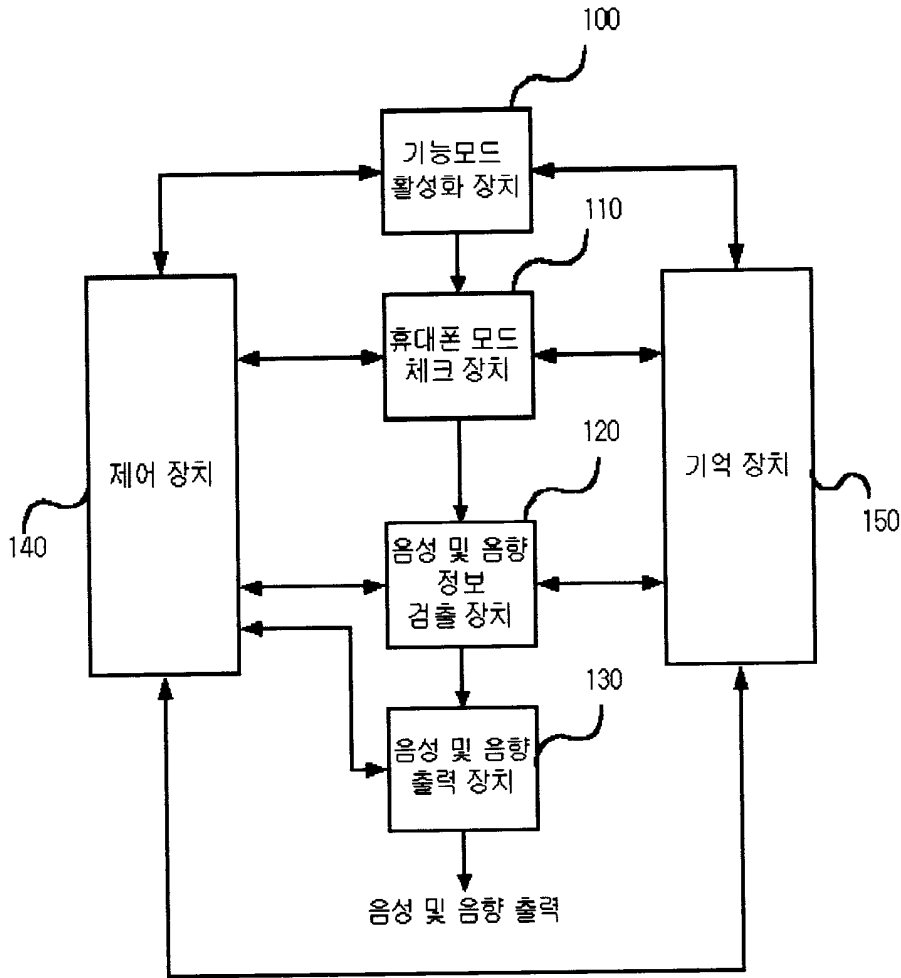 100
기능모드
활성화 장치
110
휴대폰 모드
체크 장치
제어 장치
140
기억 장치
150
120
음성 및 음향
정보
검출 장치
130
음성 및 음향
출력 장치
음성 및 음향 출력